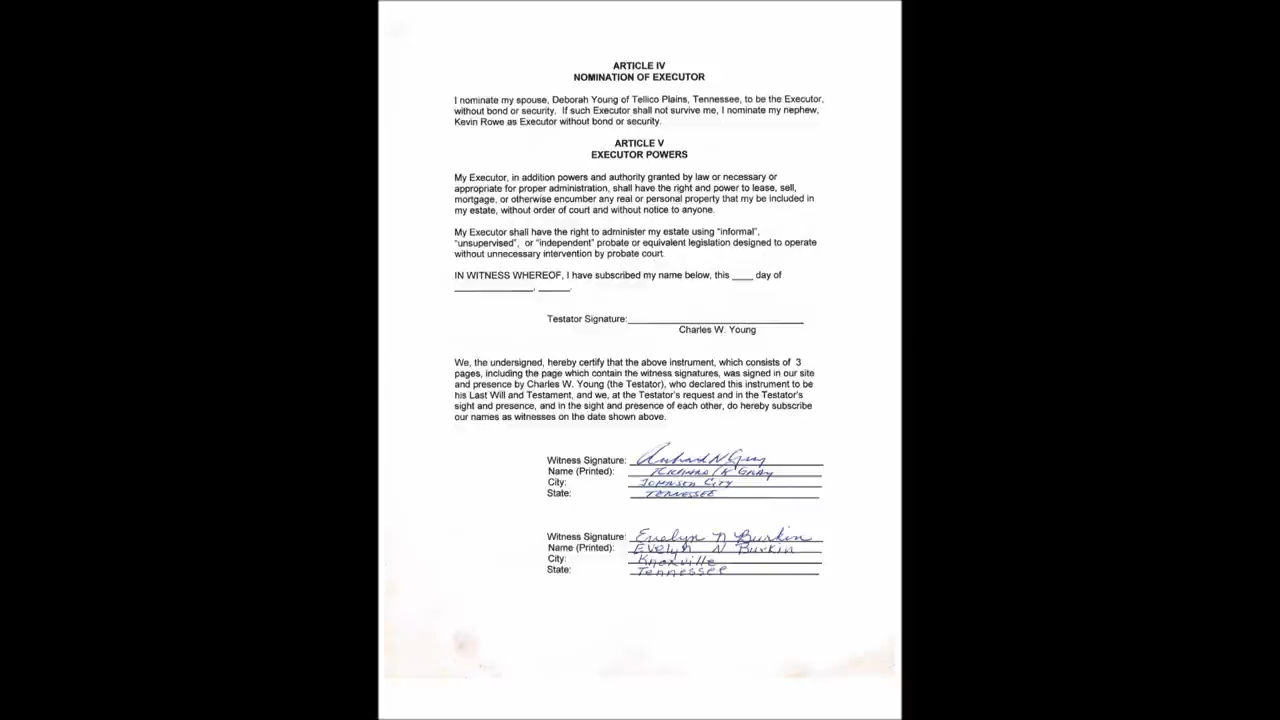 ARTICLE IV
NOMINATION OF EXECUTOR
I nominate my spouse, Deborah Young of Tellico Plains, Tennessee, to be the Executor,
without bond or security. If such Executor shall not survive me, I nominate my nephew,
Kevin Rowe as Executor without bond or security.
ARTICLE V
EXECUTOR POWERS
My Executor, in addition powers and authority granted by law or necessary or
appropriate for proper administration, shall have the right and power to lease, sell,
mortgage, or otherwise encumber any real or personal property that my be included in
my estate, without order of court and without notice to anyone.
My Executor shall have the right to administer my estate using “informal”,
“unsupervised”, or “independent” probate or equivalent legislation designed to operate
without unnecessary intervention by probate court.
IN WITNESS WHEREOF, I have subscribed my name below, this ____ day of
______________, ______.
Testator Signature:______________________________
Charles W. Young
We, the undersigned, hereby certify that the above instrument, which consists of 3
pages, including the page which contain the witness signatures, was signed in our site
and presence by Charles W. Young (the Testator), who declared this instrument to be
his Last Will and Testament, and we, at the Testator's request and in the Testator's
sight and presence, and in the sight and presence of each other, do hereby subscribe
our names as witnesses on the date shown above.
Witness Signature: Richard N Gray
Name (Printed): RICHARD GRAY
City: JOHNSON CITY
State: TENNESSEE
Witness Signature: Evelyn N Burkin
Name (Printed): Evelyn N Burkin
City: Knoxville
State: Tennessee